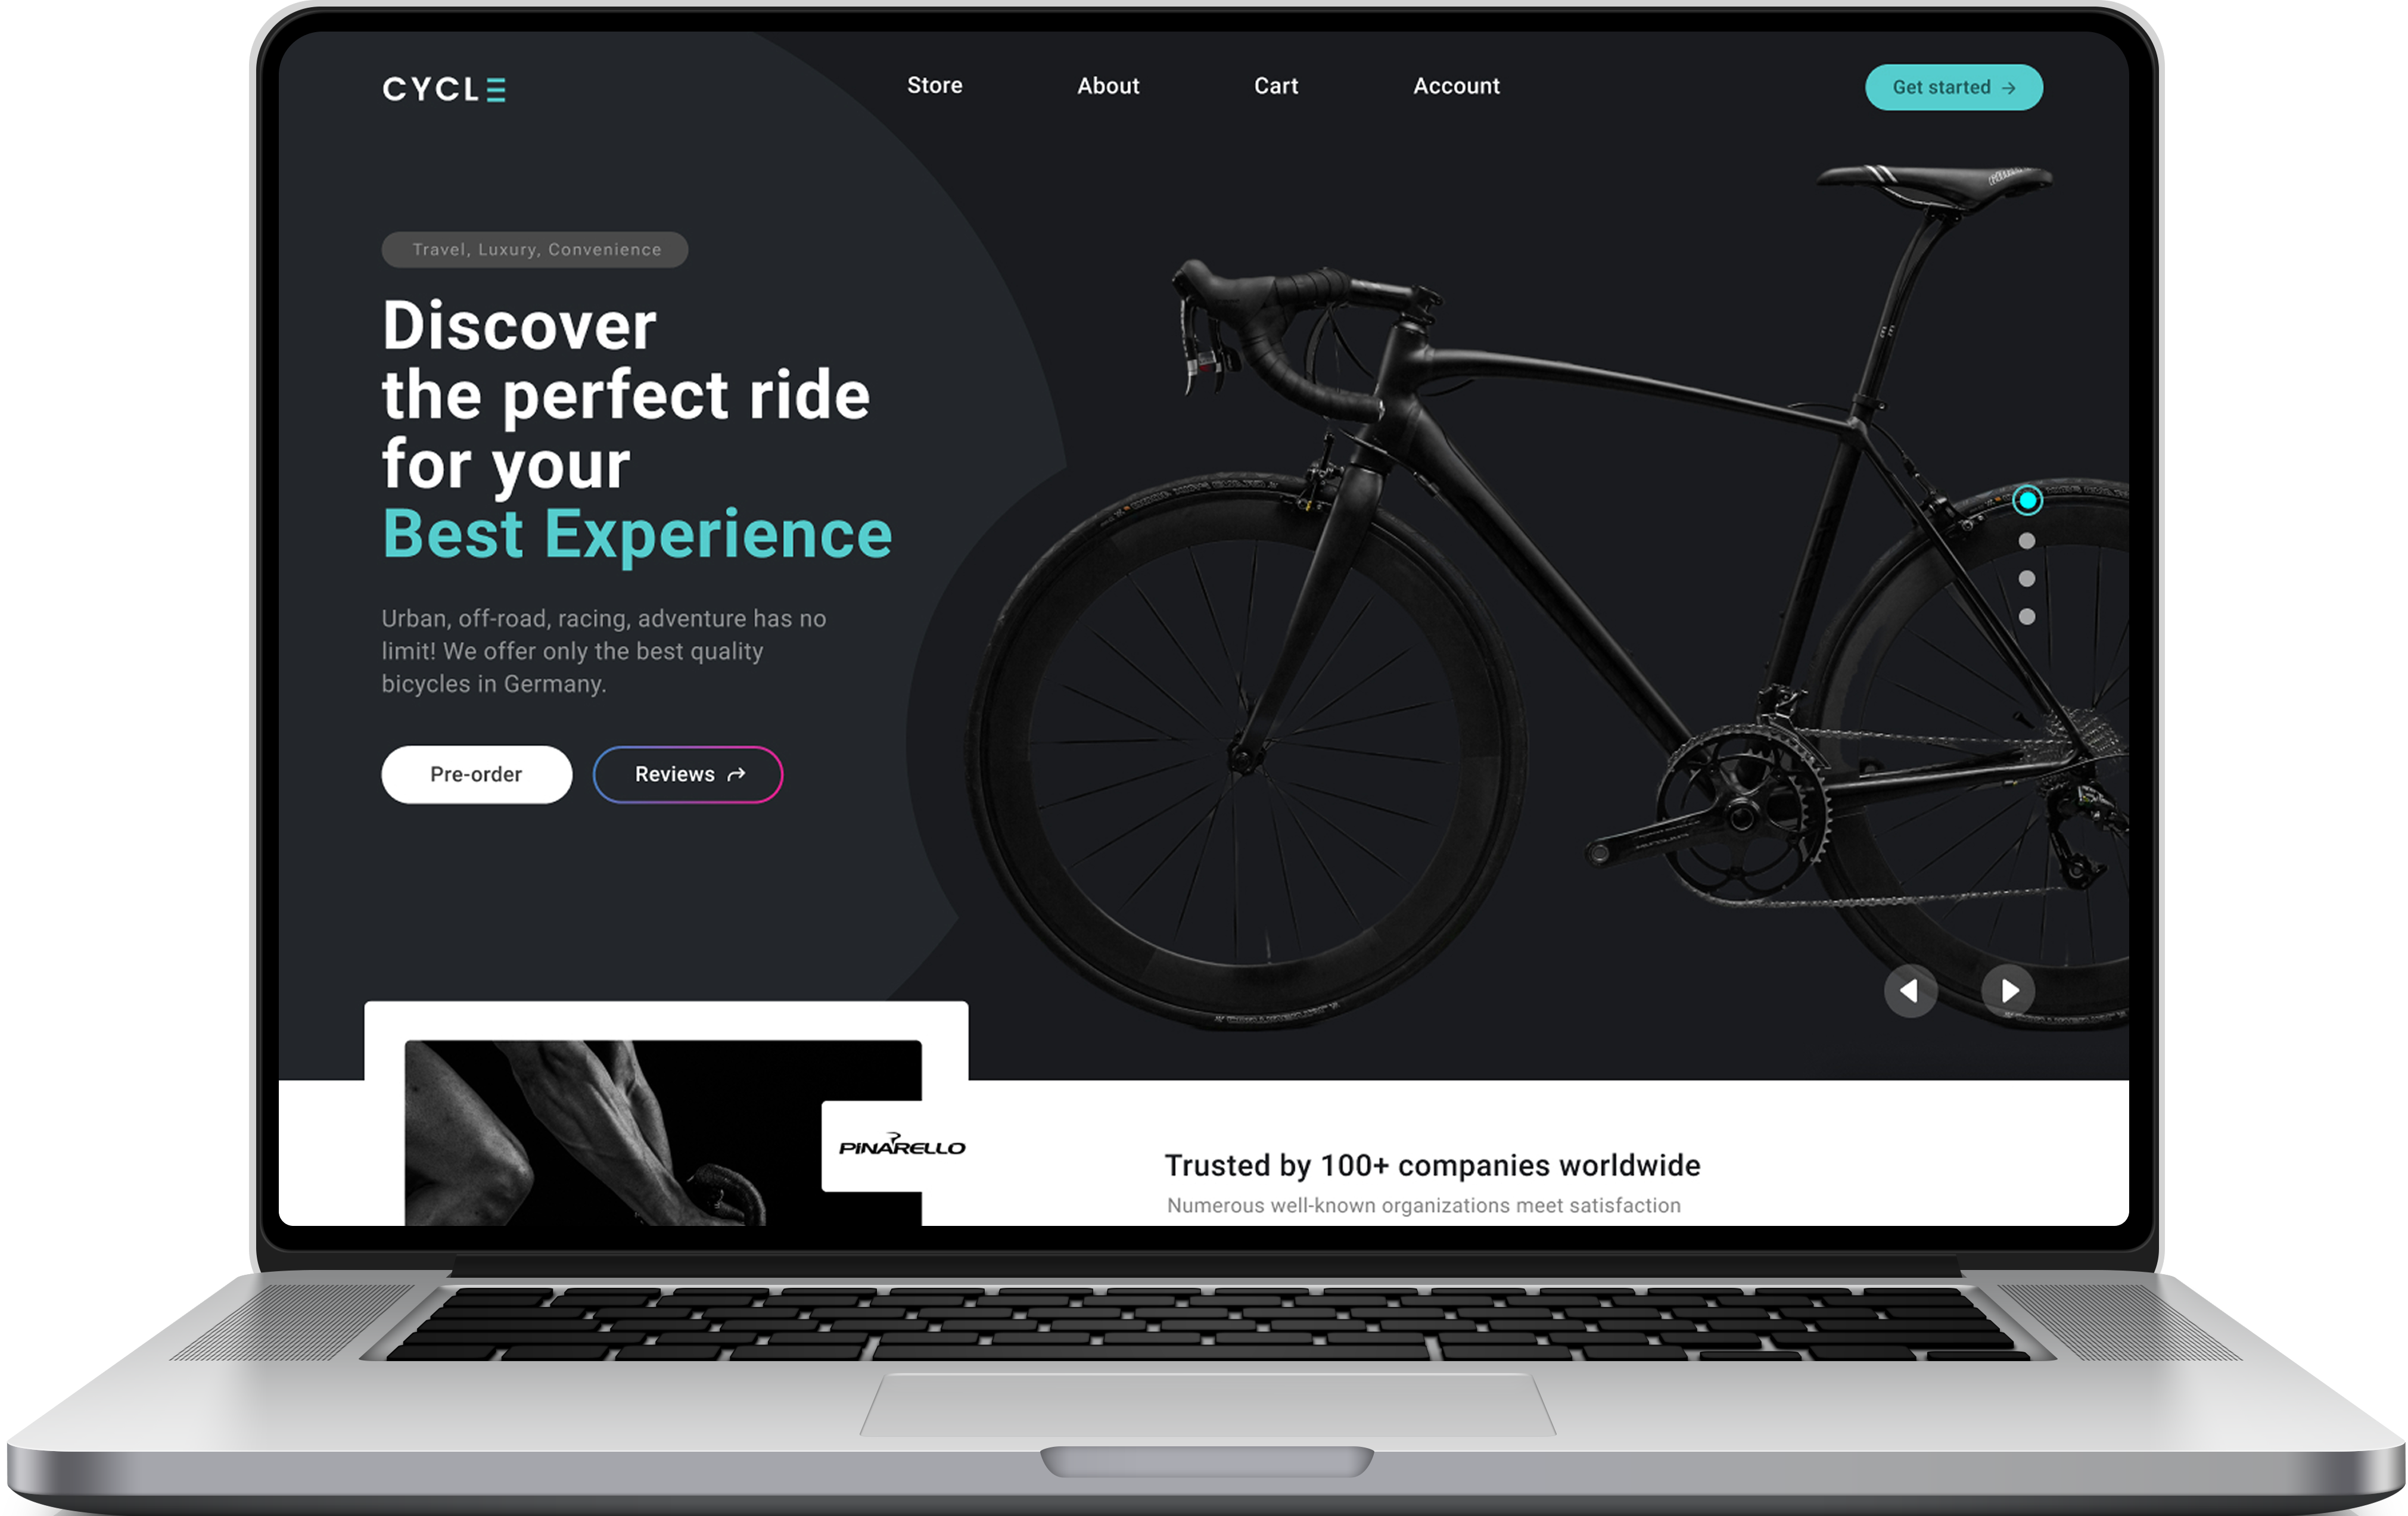 CYCLE
Store
About
Cart
Account
Get started →
Travel, Luxury, Convenience
Discover
the perfect ride
for your
Best Experience
Urban, off-road, racing, adventure has no
limit! We offer only the best quality
bicycles in Germany.
Pre-order
Reviews
PINARELLO
Trusted by 100+ companies worldwide
Numerous well-known organizations meet satisfaction